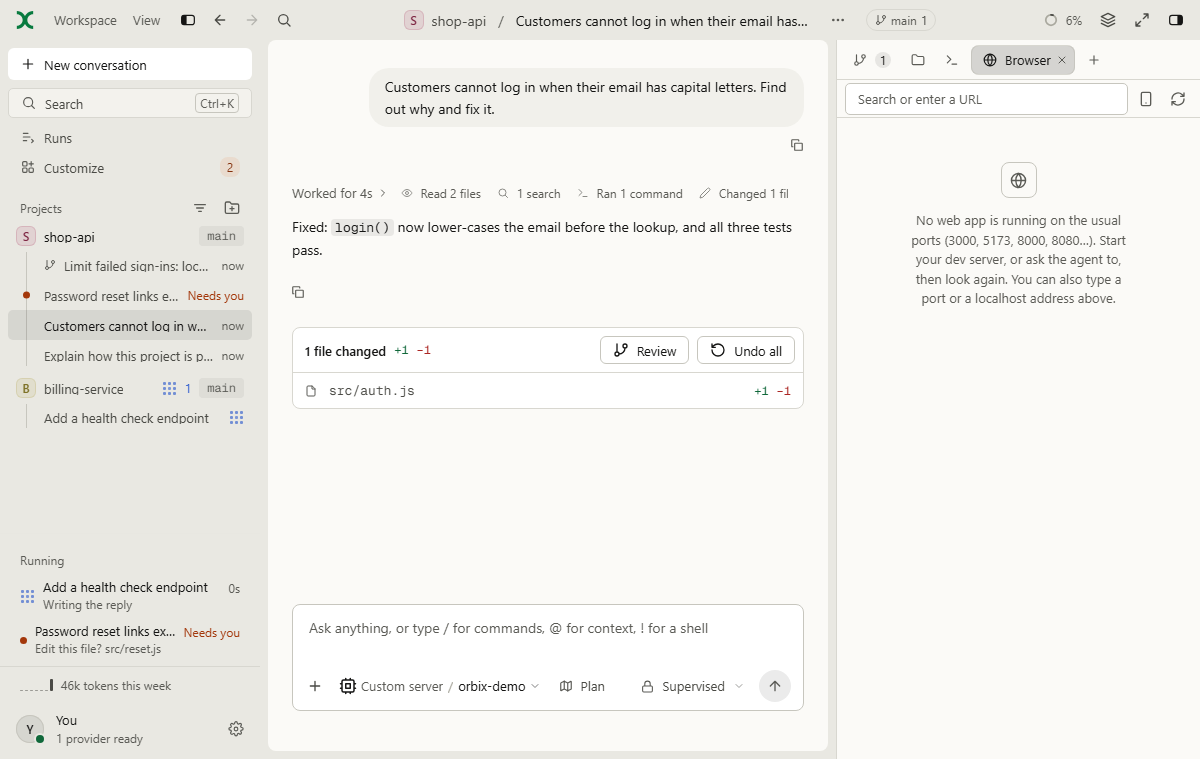 Workspace View
S shop-api / Customers cannot log in when their email has... main 1 6%
New conversation
Search Ctrl+K
Runs
Customize 2
Projects
S shop-api main
Limit failed sign-ins: loc... now
Password reset links e... Needs you
Customers cannot log in w... now
Explain how this project is p... now
B billing-service 1 main
Add a health check endpoint
Running
Add a health check endpoint 0s
Writing the reply
Password reset links ex... Needs you
Edit this file? src/reset.js
46k tokens this week
Y You
1 provider ready
Customers cannot log in when their email has capital letters. Find
out why and fix it.
Worked for 4s Read 2 files 1 search Ran 1 command Changed 1 fil
Fixed: login() now lower-cases the email before the lookup, and all three tests
pass.
1 file changed +1 −1 Review Undo all
src/auth.js +1 −1
Ask anything, or type / for commands, @ for context, ! for a shell
Custom server / orbix-demo Plan Supervised
1 Browser
Search or enter a URL
No web app is running on the usual
ports (3000, 5173, 8000, 8080...). Start
your dev server, or ask the agent to,
then look again. You can also type a
port or a localhost address above.